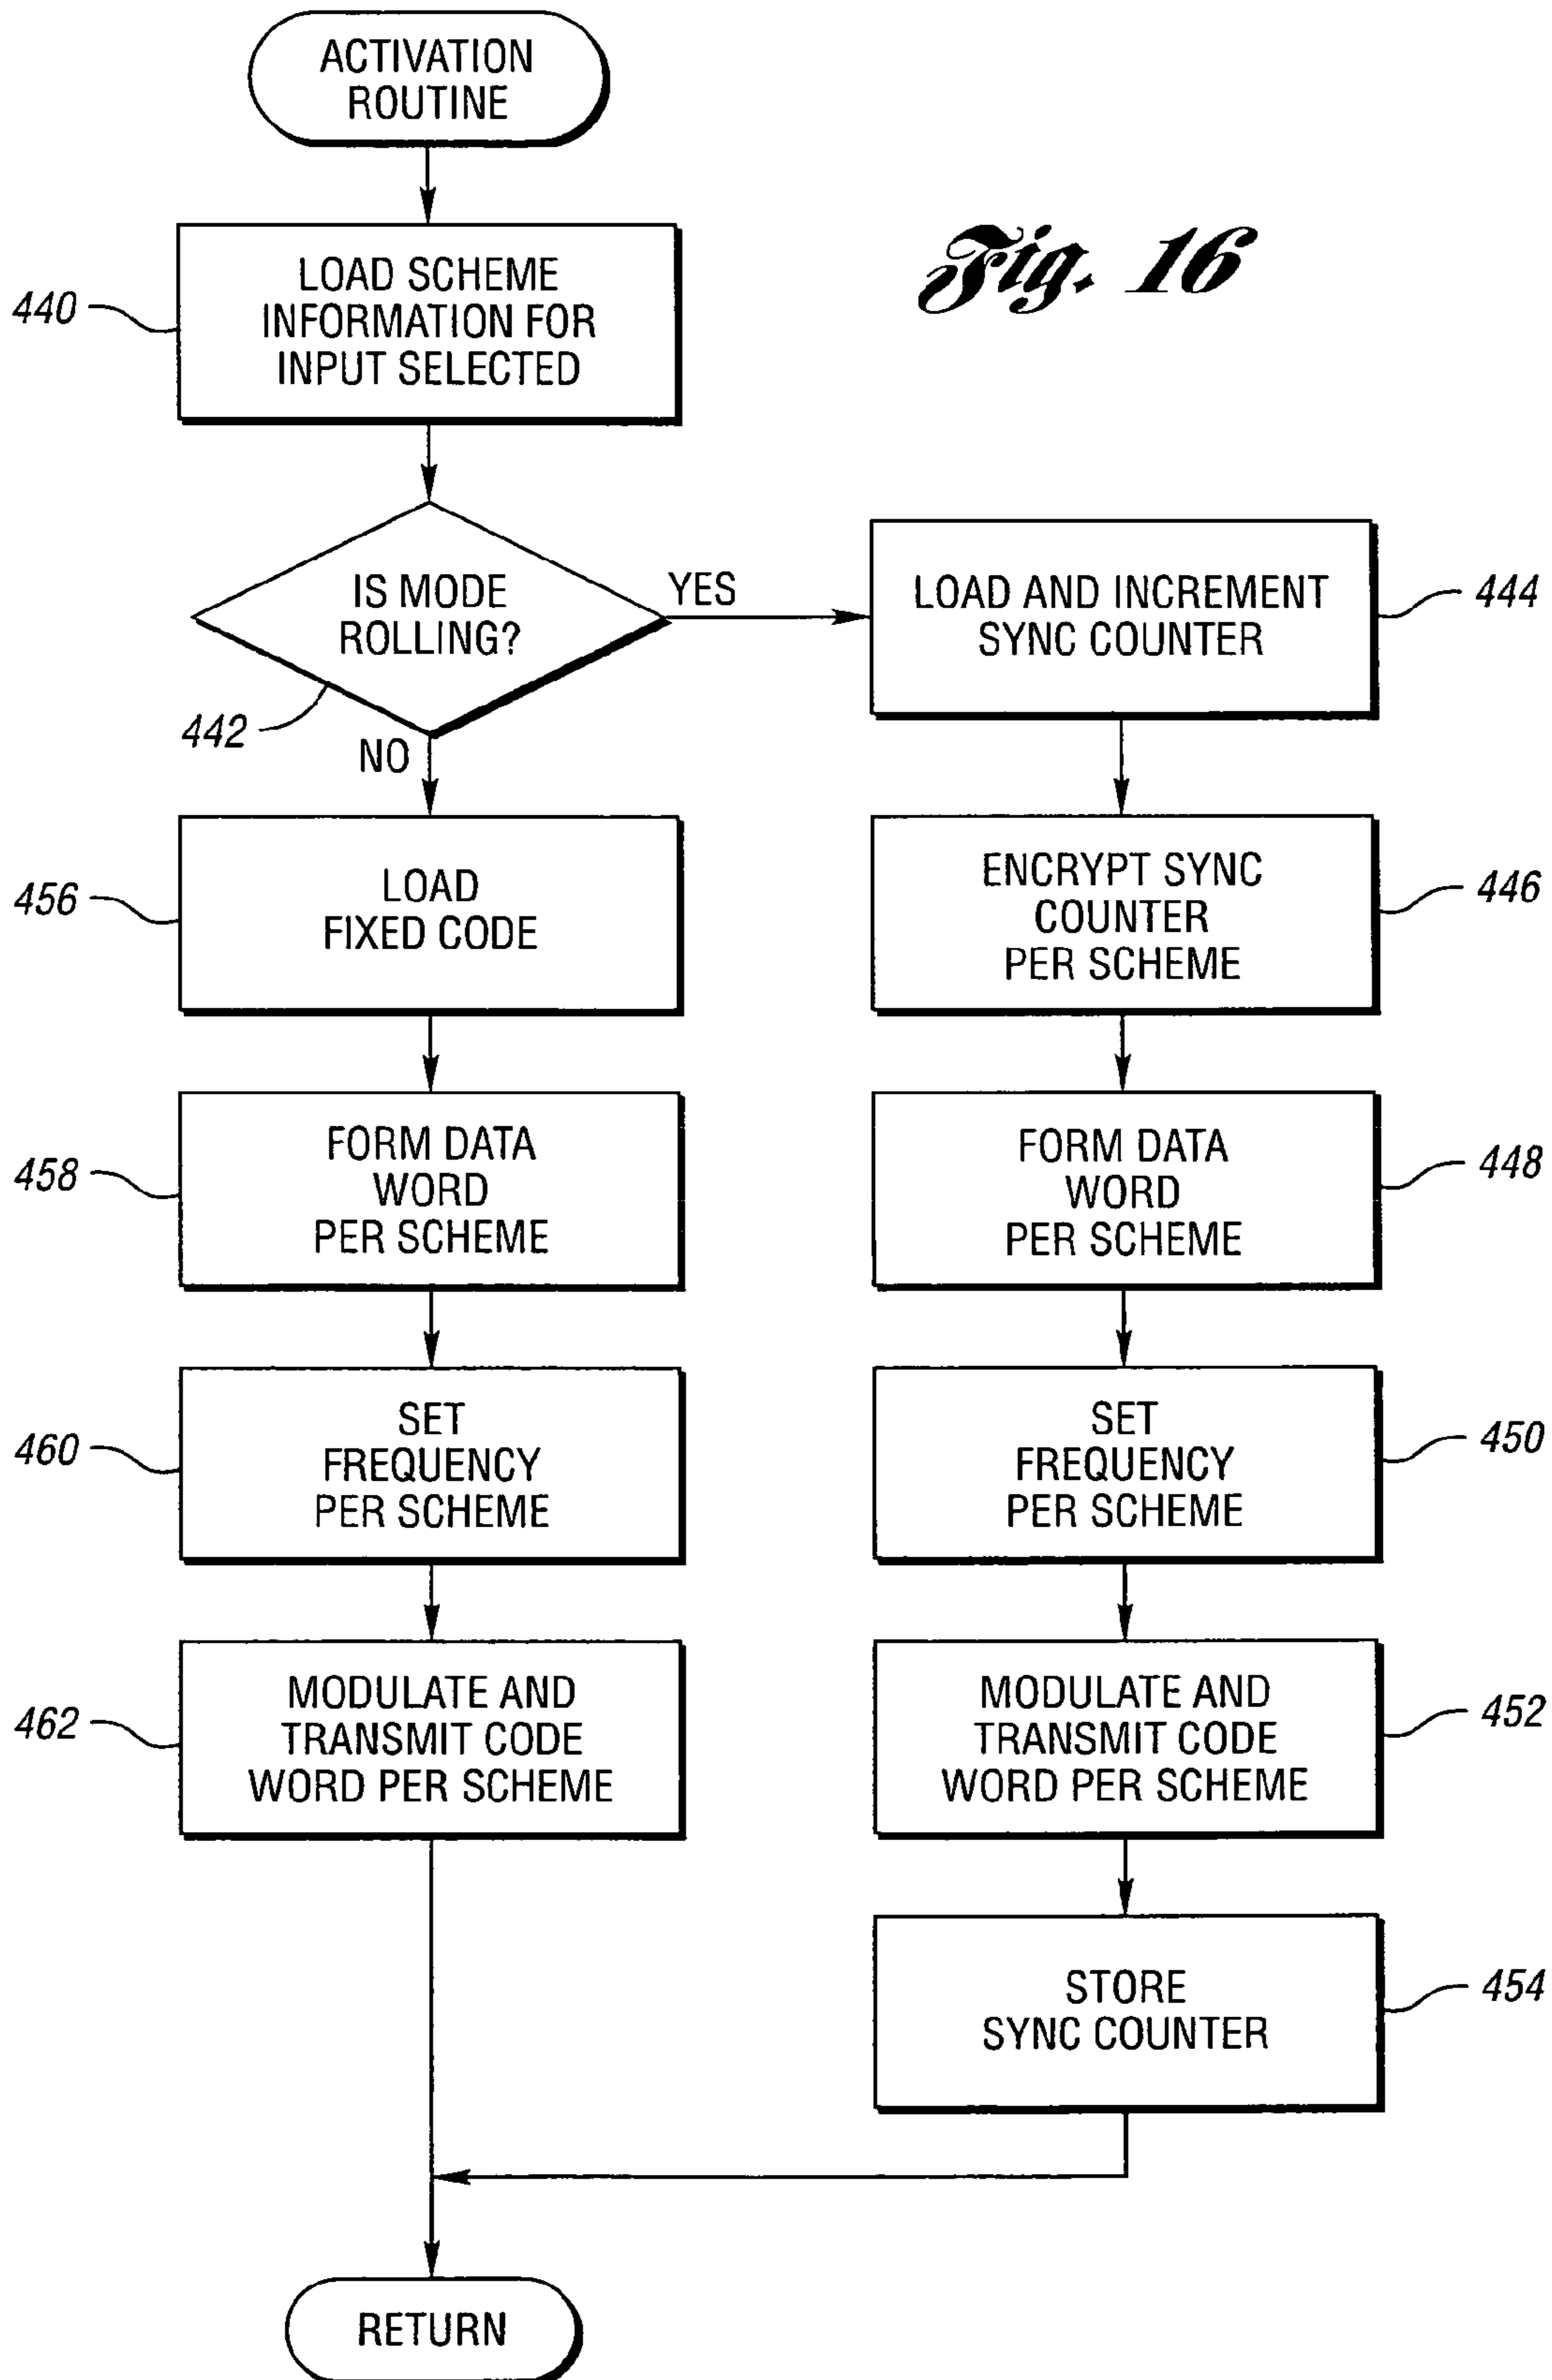 ACTIVATION
ROUTINE
Fig. 16
440
LOAD SCHEME
INFORMATION FOR
INPUT SELECTED
IS MODE
ROLLING?
442
YES
NO
LOAD AND INCREMENT
SYNC COUNTER
444
456
LOAD
FIXED CODE
ENCRYPT SYNC
COUNTER
PER SCHEME
446
458
FORM DATA
WORD
PER SCHEME
FORM DATA
WORD
PER SCHEME
448
460
SET
FREQUENCY
PER SCHEME
SET
FREQUENCY
PER SCHEME
450
462
MODULATE AND
TRANSMIT CODE
WORD PER SCHEME
MODULATE AND
TRANSMIT CODE
WORD PER SCHEME
452
STORE
SYNC COUNTER
454
RETURN